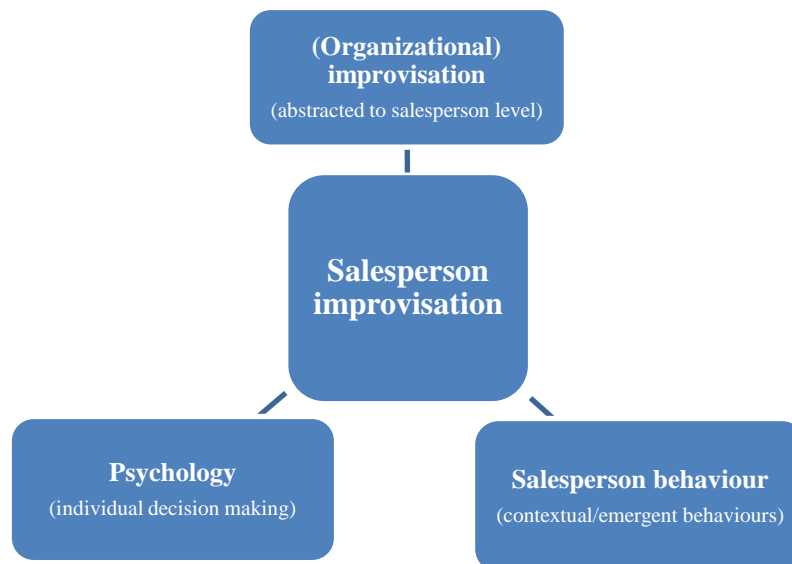 (Organizational)
improvisation
(abstracted to salesperson level)
Salesperson
improvisation
Psychology
(individual decision making)
Salesperson behaviour
(contextual/emergent behaviours)